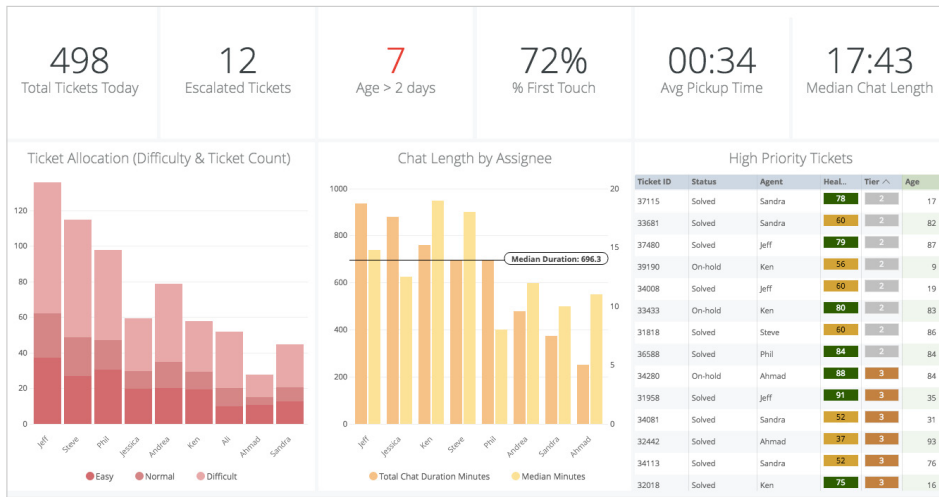 498
Total Tickets Today
12
Escalated Tickets
7
Age > 2 days
72%
% First Touch
00:34
Avg Pickup Time
17:43
Median Chat Length
Ticket Allocation (Difficulty & Ticket Count)
120
100
80
60
40
20
0
Jeff
Steve
Phil
Jessica
Andrea
Ken
Ali
Ahmad
Sandra
Easy Normal Difficult
Chat Length by Assignee
1000
800
600
400
200
0
20
15
10
5
0
Median Duration: 696.3
Jeff
Jessica
Ken
Steve
Phil
Andrea
Sandra
Ahmad
Total Chat Duration Minutes Median Minutes
High Priority Tickets
Ticket ID Status Agent Heal.. Tier Age
37115 Solved Sandra 78 2 17
33681 Solved Sandra 60 2 82
37480 Solved Jeff 79 2 87
39190 On-hold Ken 56 2 9
34008 Solved Jeff 60 2 19
33433 On-hold Ken 80 2 83
31818 Solved Steve 60 2 86
36588 Solved Phil 84 2 84
34280 On-hold Ahmad 88 3 84
31958 Solved Jeff 91 3 35
34081 Solved Sandra 52 3 31
32442 Solved Ahmad 37 3 93
34113 Solved Sandra 52 3 76
32018 Solved Ken 75 3 16